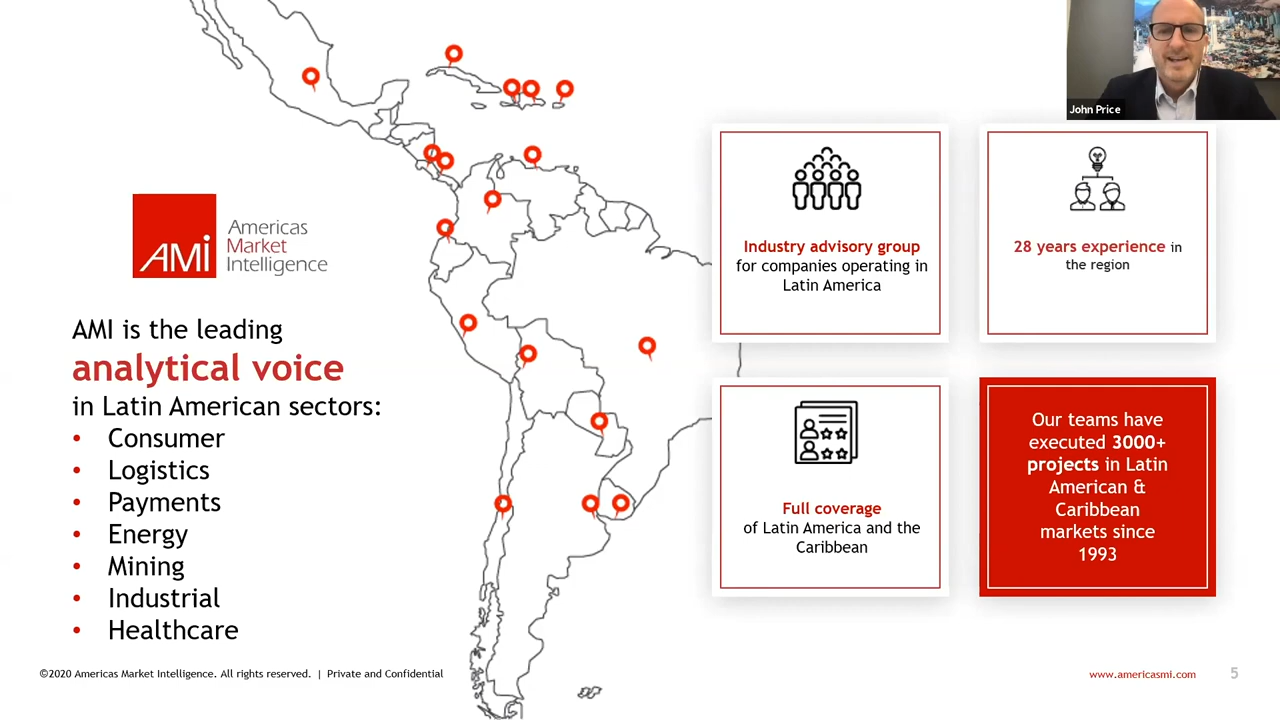 John Price
AMI
Americas
Market
Intelligence
AMI is the leading
analytical voice
in Latin American sectors:
• Consumer
• Logistics
• Payments
• Energy
• Mining
• Industrial
• Healthcare
Industry advisory group
for companies operating in
Latin America
28 years experience in
the region
Full coverage
of Latin America and the
Caribbean
Our teams have
executed 3000+
projects in Latin
American &
Caribbean
markets since
1993
©2020 Americas Market Intelligence. All rights reserved. | Private and Confidential
www.americasmi.com
5